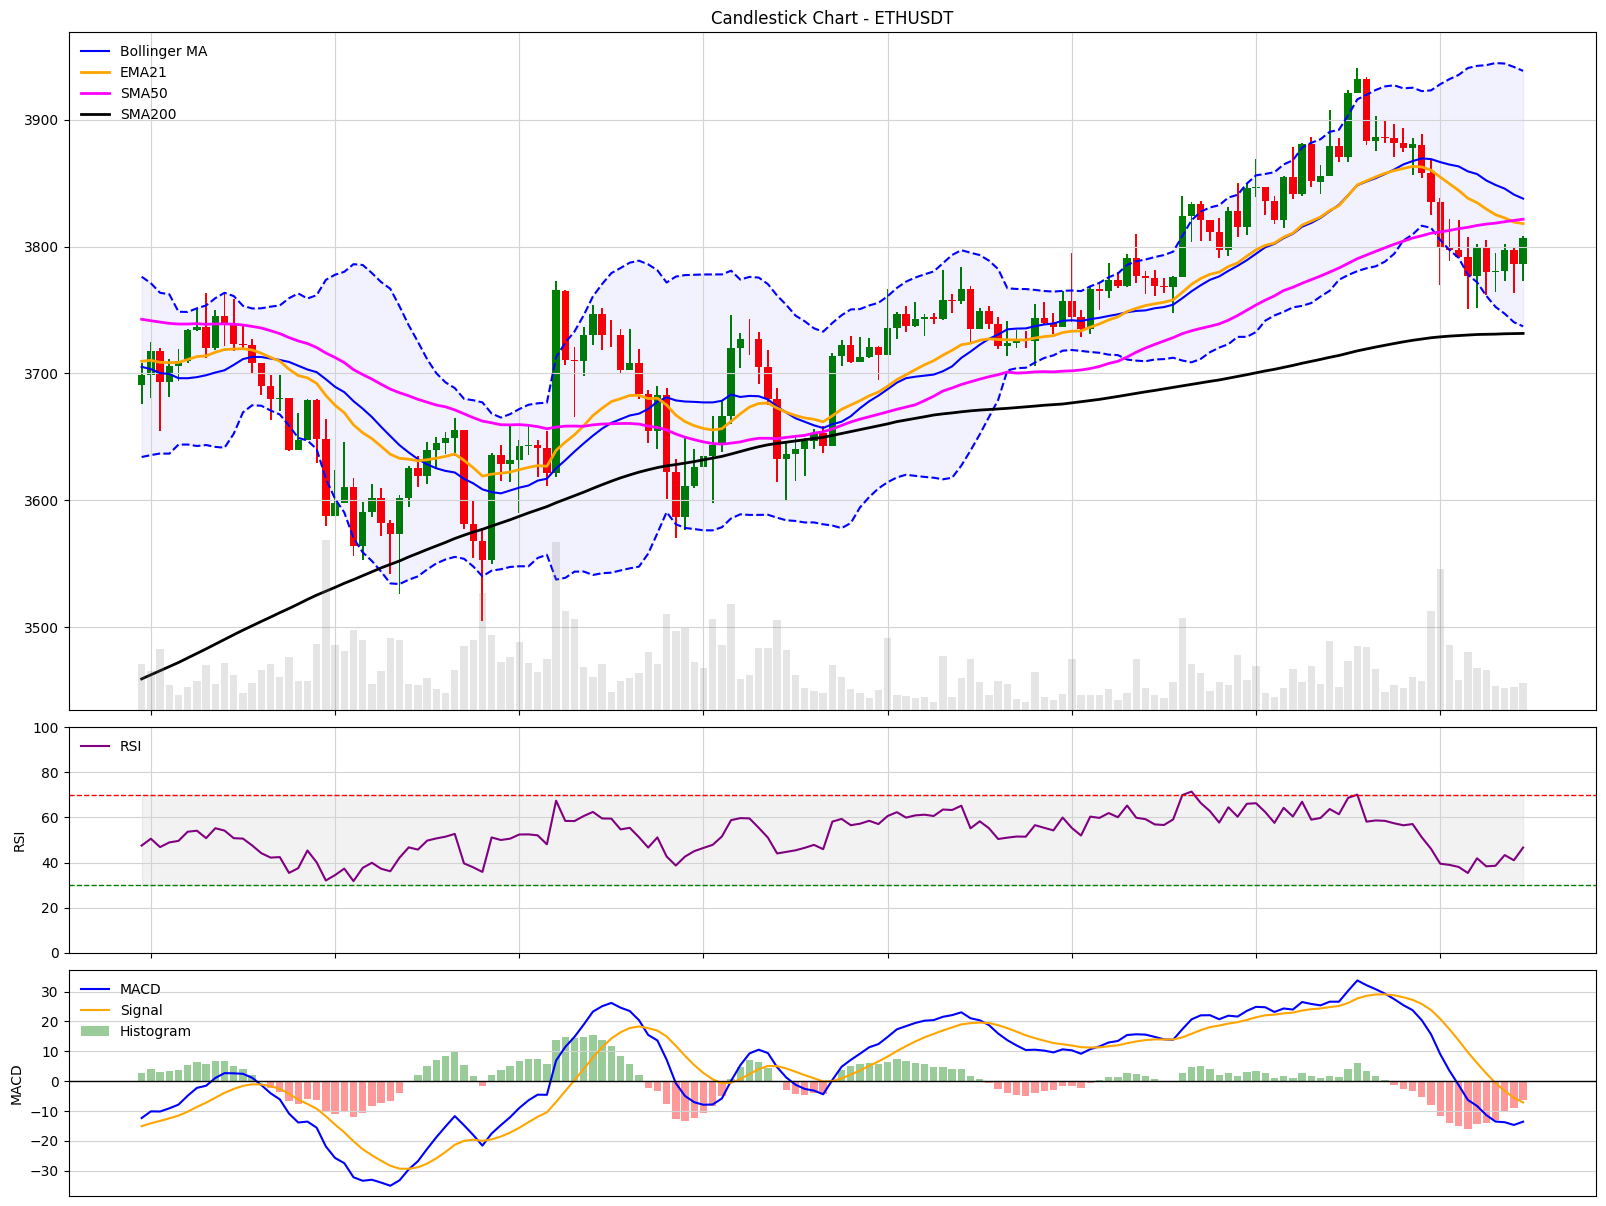 Candlestick Chart - ETHUSDT
Bollinger MA
EMA21
SMA50
SMA200
3900
3800
3700
3600
3500
RSI
100
80
60
40
20
0
RSI
MACD
Signal
Histogram
30
20
10
0
−10
−20
−30
MACD